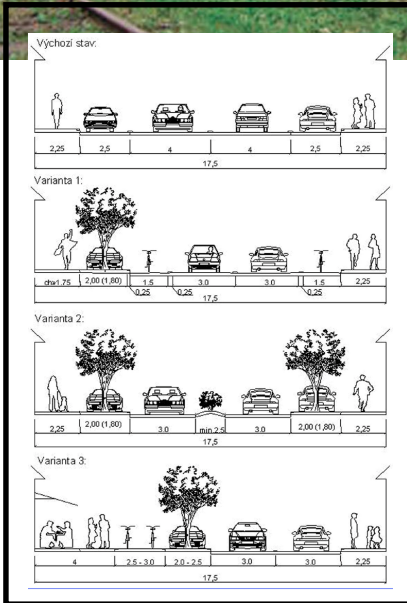 Výchozí stav:
2,25 2,5 4 4 2,5 2,25
17,5
Varianta 1:
ch≥1.75 2,00 (1,80) 1.5 3.0 3.0 1.5 2,25
0,25 0,25 0,25
17,5
Varianta 2:
2,25 2,00 (1,80) 3.0 min.2.5 3.0 2,00 (1,80) 2,25
17,5
Varianta 3:
4 2.5 - 3.0 2.0 - 2.5 3.0 3.0 2,25
17,5